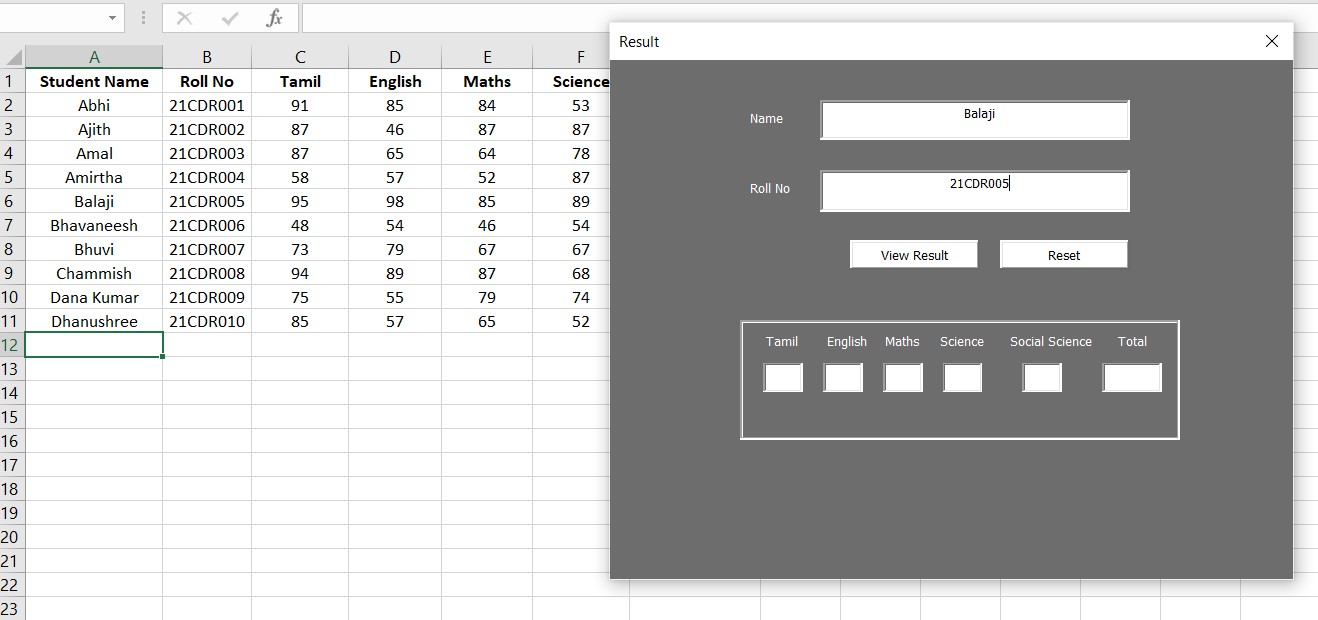 fx
A B C D E F
1 Student Name Roll No Tamil English Maths Science
2 Abhi 21CDR001 91 85 84 53
3 Ajith 21CDR002 87 46 87 87
4 Amal 21CDR003 87 65 64 78
5 Amirtha 21CDR004 58 57 52 87
6 Balaji 21CDR005 95 98 85 89
7 Bhavaneesh 21CDR006 48 54 46 54
8 Bhuvi 21CDR007 73 79 67 67
9 Chammish 21CDR008 94 89 87 68
10 Dana Kumar 21CDR009 75 55 79 74
11 Dhanushree 21CDR010 85 57 65 52
12
13
14
15
16
17
18
19
20
21
22
23
Result
Name Balaji
Roll No 21CDR005
View Result Reset
Tamil English Maths Science Social Science Total